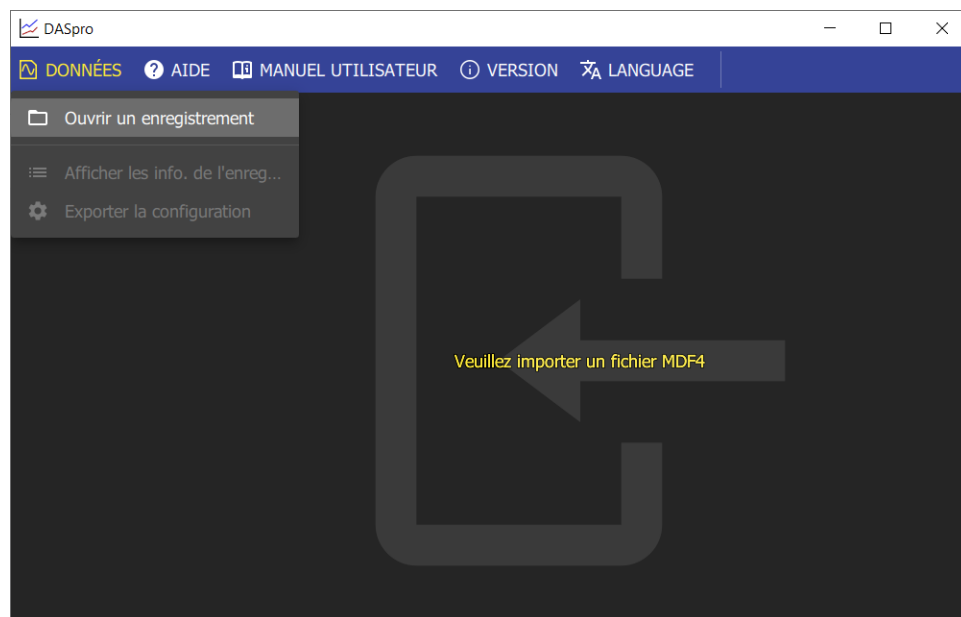 DASpro
DONNÉES AIDE MANUEL UTILISATEUR VERSION LANGUAGE
Ouvrir un enregistrement
Afficher les info. de l'enreg...
Exporter la configuration
Veuillez importer un fichier MDF4